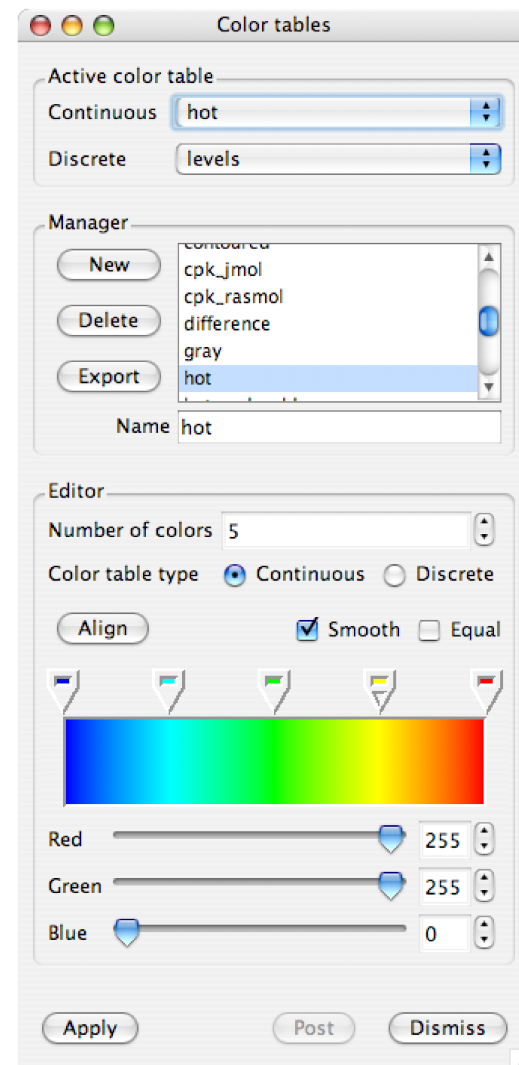 Color tables
Active color table
Continuous hot
Discrete levels
Manager
New
Delete
Export
contoured
cpk_jmol
cpk_rasmol
difference
gray
hot
Name hot
Editor
Number of colors 5
Color table type Continuous Discrete
Align Smooth Equal
Red 255
Green 255
Blue 0
Apply Post Dismiss